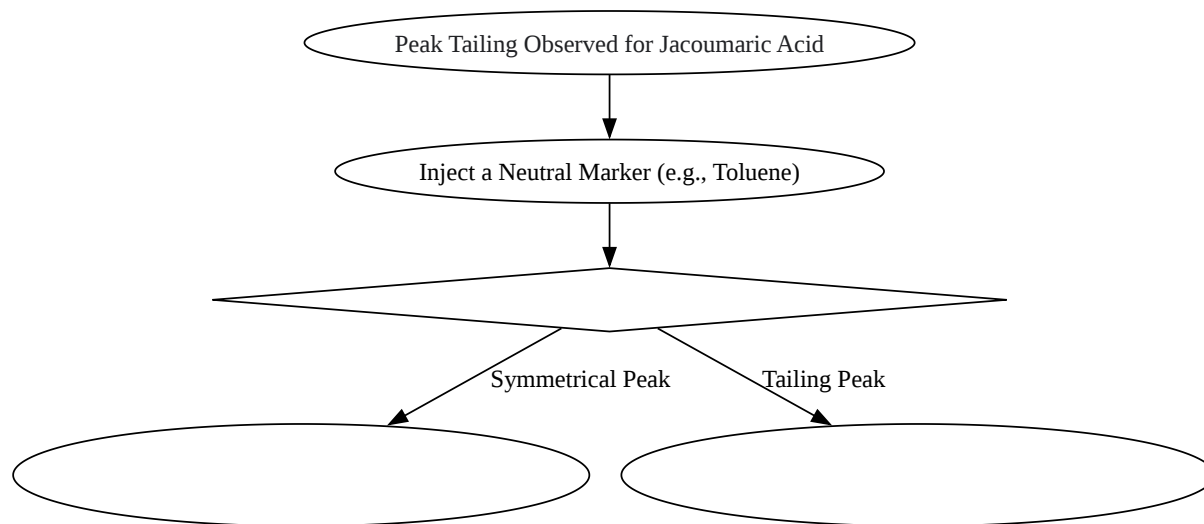 Peak Tailing Observed for Jacoumaric Acid
Inject a Neutral Marker (e.g., Toluene)
Symmetrical Peak
Tailing Peak